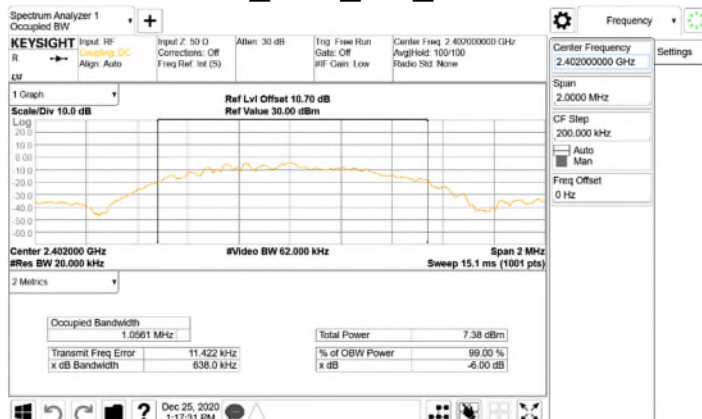 Spectrum Analyzer 1
Occupied BW
Frequency
KEYSIGHT
R
LXI
Input: RF
Coupling: DC
Align: Auto
Input Z: 50 Ω
Corrections: Off
Freq Ref: Int (S)
Atten: 30 dB
Trig: Free Run
Gate: Off
#IF Gain: Low
Center Freq: 2.402000000 GHz
Avg|Hold: 100/100
Radio Std: None
Center Frequency
2.402000000 GHz
Settings
Span
2.0000 MHz
CF Step
200.000 kHz
Auto
Man
Freq Offset
0 Hz
1 Graph
Scale/Div 10.0 dB
Ref Lvl Offset 10.70 dB
Ref Value 30.00 dBm
Log
20.0
10.0
0.00
-10.0
-20.0
-30.0
-40.0
-50.0
-60.0
Center 2.402000 GHz
#Video BW 62.000 kHz
Span 2 MHz
#Res BW 20.000 kHz
Sweep 15.1 ms (1001 pts)
2 Metrics
Occupied Bandwidth
1.0561 MHz
Total Power 7.38 dBm
Transmit Freq Error 11.422 kHz
% of OBW Power 99.00 %
x dB Bandwidth 638.0 kHz
x dB -6.00 dB
Dec 25, 2020
1:17:31 PM